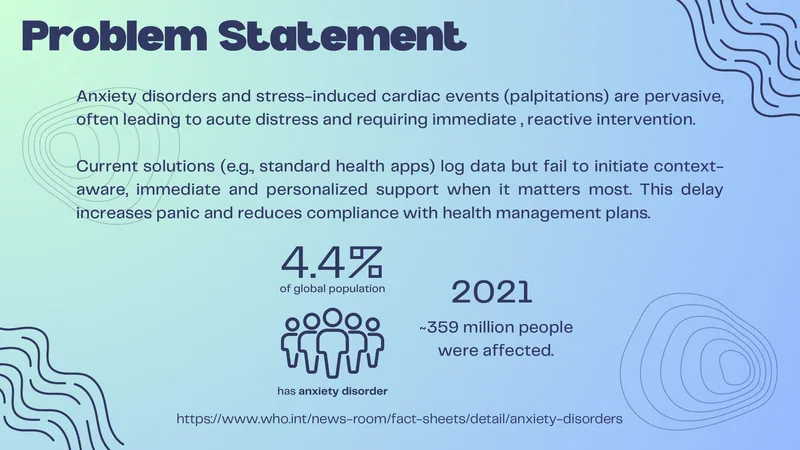 Problem Statement
Anxiety disorders and stress-induced cardiac events (palpitations) are pervasive,
often leading to acute distress and requiring immediate , reactive intervention.
Current solutions (e.g., standard health apps) log data but fail to initiate context-
aware, immediate and personalized support when it matters most. This delay
increases panic and reduces compliance with health management plans.
4.4%
of global population
has anxiety disorder
2021
~359 million people
were affected.
https://www.who.int/news-room/fact-sheets/detail/anxiety-disorders